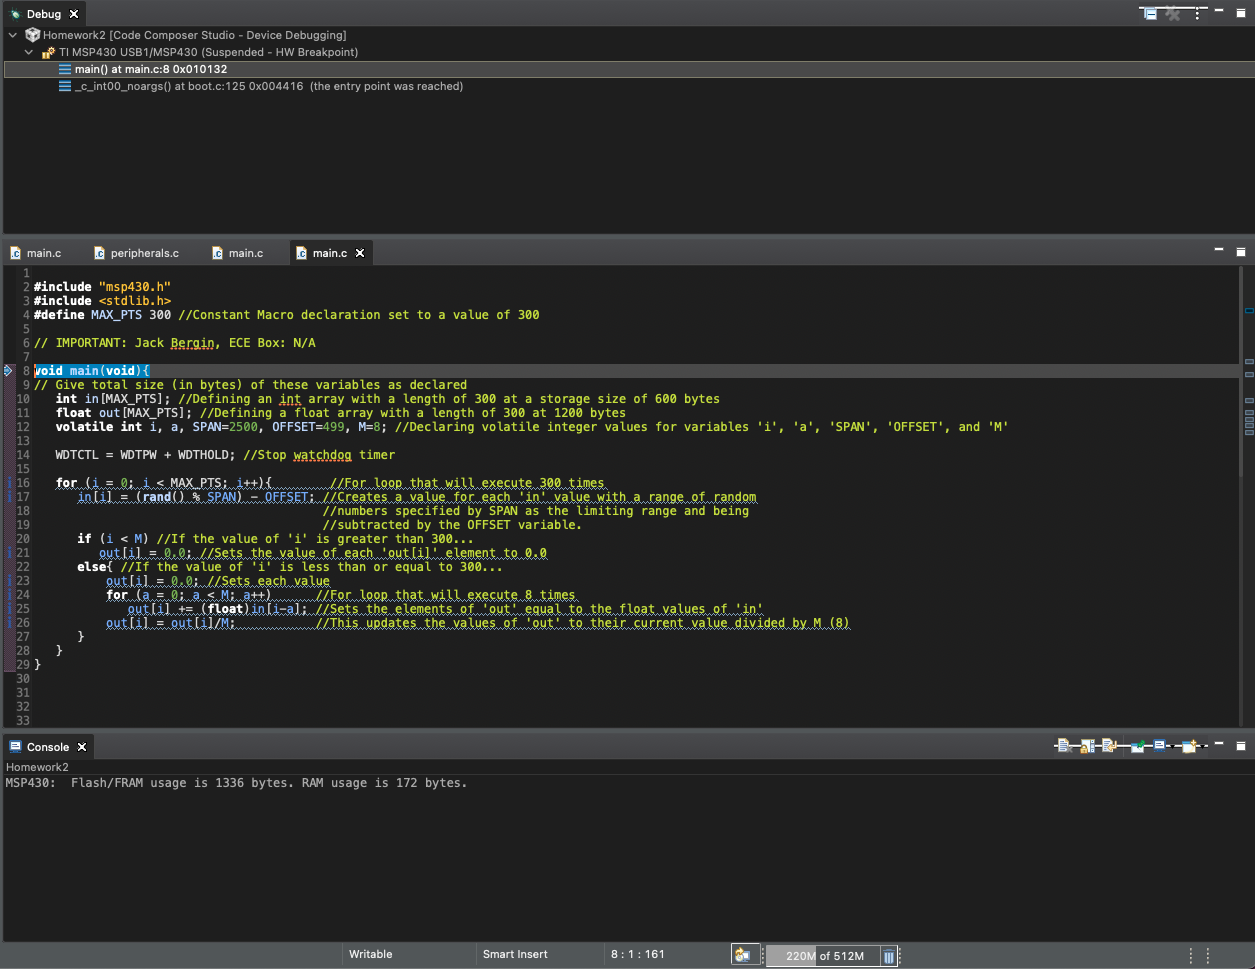 Debug
Homework2 [Code Composer Studio - Device Debugging]
TI MSP430 USB1/MSP430 (Suspended - HW Breakpoint)
main() at main.c:8 0x010132
_c_int00_noargs() at boot.c:125 0x004416  (the entry point was reached)
main.c peripherals.c main.c main.c
1
2 #include "msp430.h"
3 #include <stdlib.h>
4 #define MAX_PTS 300 //Constant Macro declaration set to a value of 300
5
6 // IMPORTANT: Jack Bergin, ECE Box: N/A
7
8 void main(void){
9 // Give total size (in bytes) of these variables as declared
10    int in[MAX_PTS]; //Defining an int array with a length of 300 at a storage size of 600 bytes
11    float out[MAX_PTS]; //Defining a float array with a length of 300 at 1200 bytes
12    volatile int i, a, SPAN=2500, OFFSET=499, M=8; //Declaring volatile integer values for variables 'i', 'a', 'SPAN', 'OFFSET', and 'M'
13
14    WDTCTL = WDTPW + WDTHOLD; //Stop watchdog timer
15
16    for (i = 0; i < MAX_PTS; i++){        //For loop that will execute 300 times
17       in[i] = (rand() % SPAN) - OFFSET; //Creates a value for each 'in' value with a range of random
18                                         //numbers specified by SPAN as the limiting range and being
19                                         //subtracted by the OFFSET variable.
20       if (i < M) //If the value of 'i' is greater than 300...
21          out[i] = 0.0; //Sets the value of each 'out[i]' element to 0.0
22       else{ //If the value of 'i' is less than or equal to 300...
23           out[i] = 0.0; //Sets each value
24           for (a = 0; a < M; a++)      //For loop that will execute 8 times
25              out[i] += (float)in[i-a]; //Sets the elements of 'out' equal to the float values of 'in'
26           out[i] = out[i]/M;           //This updates the values of 'out' to their current value divided by M (8)
27       }
28    }
29 }
30
31
32
33
Console
Homework2
MSP430:  Flash/FRAM usage is 1336 bytes. RAM usage is 172 bytes.
Writable Smart Insert 8 : 1 : 161 220M of 512M